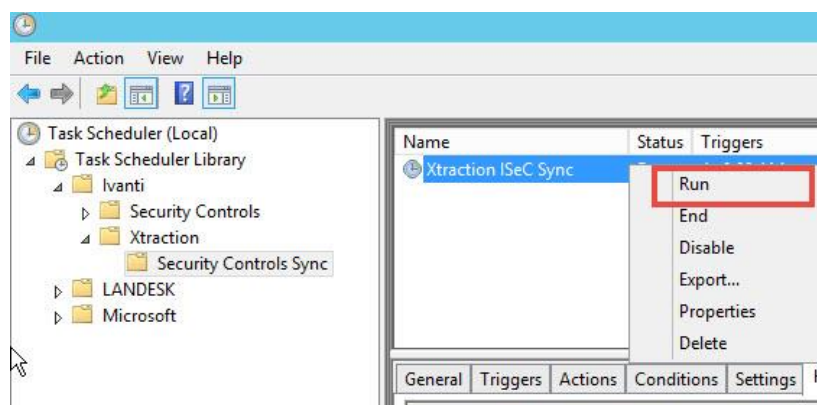 File Action View Help
Task Scheduler (Local)
Task Scheduler Library
Ivanti
Security Controls
Xtraction
Security Controls Sync
LANDESK
Microsoft
Name Status Triggers
Xtraction ISeC Sync
Run
End
Disable
Export...
Properties
Delete
General Triggers Actions Conditions Settings